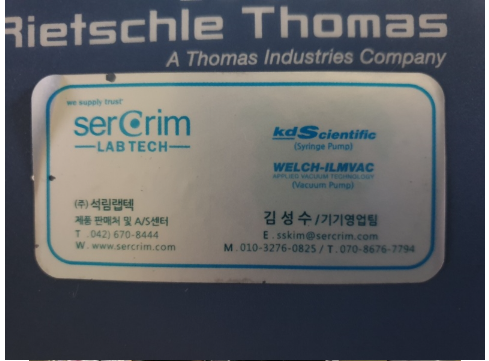 Rietschle Thomas
A Thomas Industries Company
we supply trust'
serCrim
LAB TECH
kdScientific
(Syringe Pump)
WELCH-ILMVAC
APPLIED VACUUM TECHNOLOGY
(Vacuum Pump)
(주)석림랩텍
제품 판매처 및 A/S센터
T .042) 670-8444
W. www.sercrim.com
김성수/기기영업팀
E . sskim@sercrim.com
M .010-3276-0825 / T .070-8676-7794